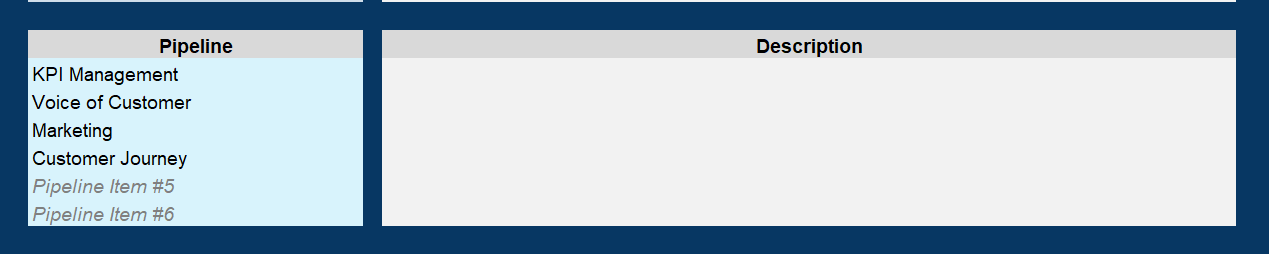 Pipeline
Description
KPI Management
Voice of Customer
Marketing
Customer Journey
Pipeline Item #5
Pipeline Item #6